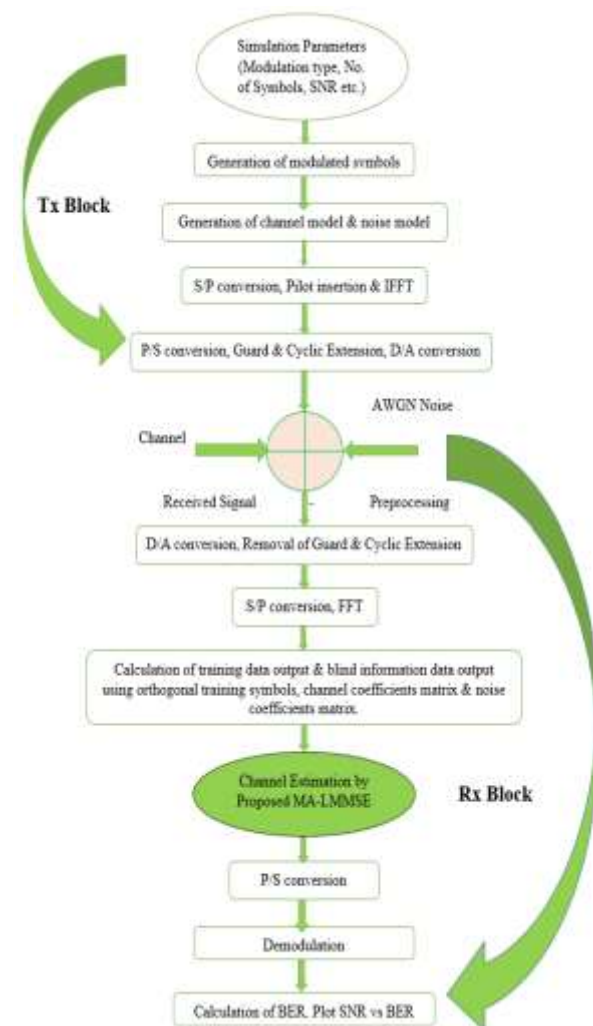 Simulation Parameters
(Modulation type, No.
of Symbols, SNR etc.)
Generation of modulated symbols
Tx Block
Generation of channel model & noise model
S/P conversion, Pilot insertion & IFFT
P/S conversion, Guard & Cyclic Extension, D/A conversion
AWGN Noise
Channel
Received Signal
Preprocessing
D/A conversion, Removal of Guard & Cyclic Extension
S/P conversion, FFT
Calculation of training data output & blind information data output
using orthogonal training symbols, channel coefficients matrix & noise
coefficients matrix.
Channel Estimation by
Proposed MA-LMMSE
Rx Block
P/S conversion
Demodulation
Calculation of BER. Plot SNR vs BER